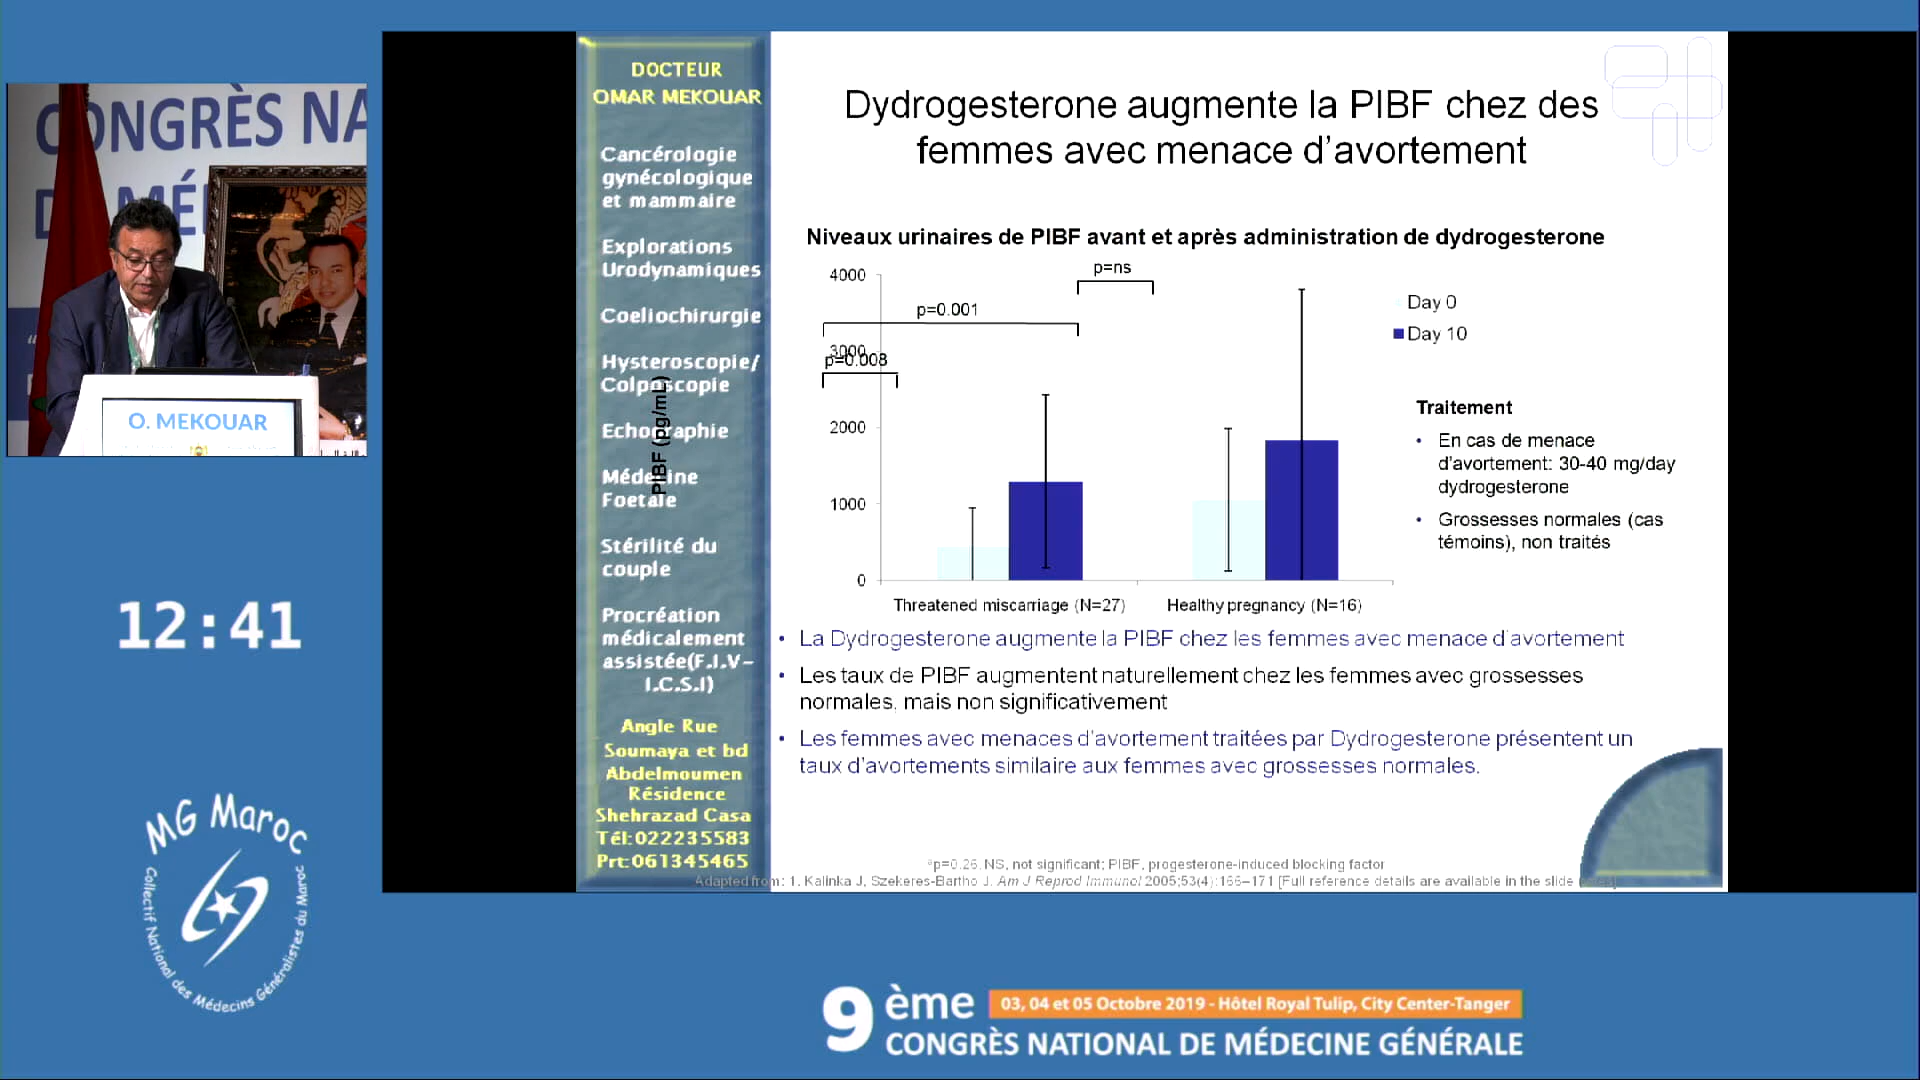 CONGRÈS NA
DE MÉ
O. MEKOUAR
12:41
MG Maroc
Collectif National des Médecins Généralistes du Maroc
DOCTEUR
OMAR MEKOUAR
Cancérologie
gynécologique
et mammaire
Explorations
Urodynamiques
Coeliochirurgie
Hysteroscopie/
Colposcopie
Echographie
Médecine
Foetale
Stérilité du
couple
Procréation
médicalement
assistée(F.I.V-
I.C.S.I)
Angle Rue
Soumaya et bd
Abdelmoumen
Résidence
Shehrazad Casa
Tél:022235583
Prt:061345465
Dydrogesterone augmente la PIBF chez des
femmes avec menace d’avortement
Niveaux urinaires de PIBF avant et après administration de dydrogesterone
PIBF (pg/mL)
4000
3000
2000
1000
0
p=ns
p=0.001
p=0.008
Day 0
Day 10
Threatened miscarriage (N=27)
Healthy pregnancy (N=16)
Traitement
• En cas de menace
d’avortement: 30-40 mg/day
dydrogesterone
• Grossesses normales (cas
témoins), non traités
• La Dydrogesterone augmente la PIBF chez les femmes avec menace d’avortement
• Les taux de PIBF augmentent naturellement chez les femmes avec grossesses
normales, mais non significativement
• Les femmes avec menaces d’avortement traitées par Dydrogesterone présentent un
taux d’avortements similaire aux femmes avec grossesses normales.
p=0.26. NS, not significant; PIBF, progesterone-induced blocking factor
Adapted from: 1. Kalinka J, Szekeres-Bartho J. Am J Reprod Immunol 2005;53(4):166–171 [Full reference details are available in the slide
9ème
03, 04 et 05 Octobre 2019 - Hôtel Royal Tulip, City Center-Tanger
CONGRÈS NATIONAL DE MÉDECINE GÉNÉRALE